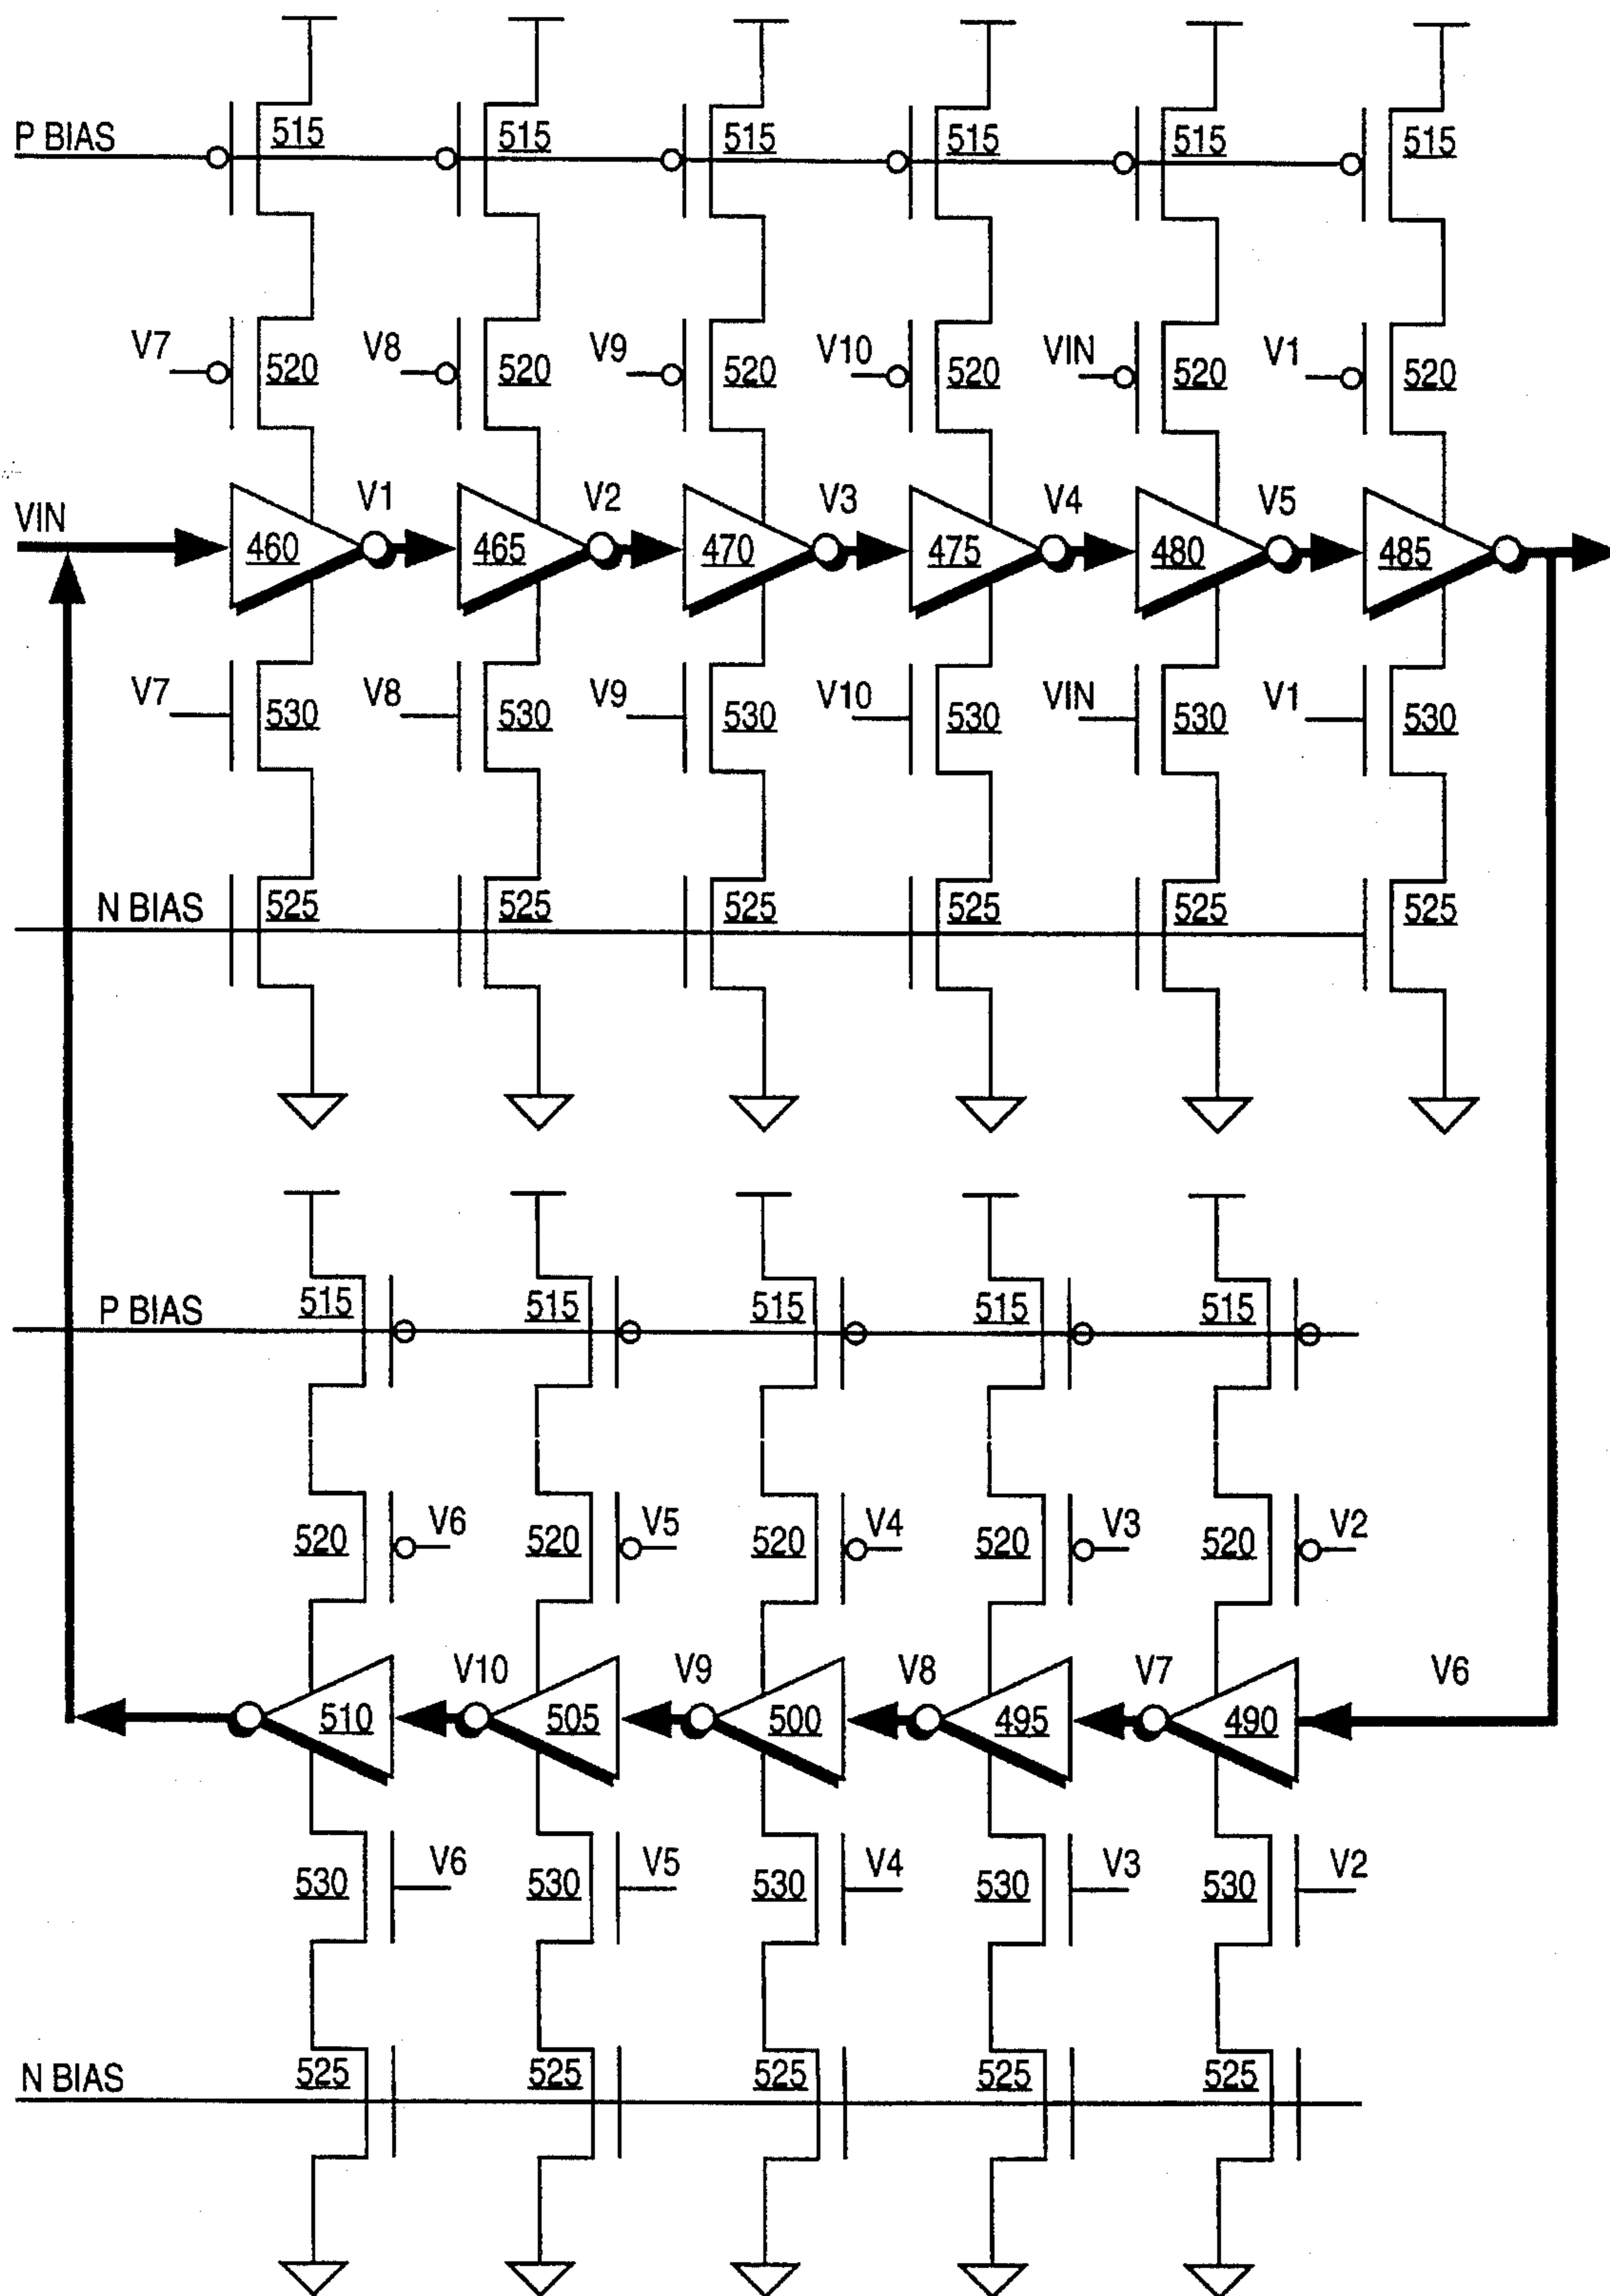 P BIAS 515 515 515 515 515 515
V7 520 V8 520 V9 520 V10 520 VIN 520 V1 520
VIN 460 V1 465 V2 470 V3 475 V4 480 V5 485
V7 530 V8 530 V9 530 V10 530 VIN 530 V1 530
N BIAS 525 525 525 525 525 525
P BIAS 515 515 515 515 515
520 V6 520 V5 520 V4 520 V3 520 V2
510 V10 505 V9 500 V8 495 V7 490 V6
530 V6 530 V5 530 V4 530 V3 530 V2
N BIAS 525 525 525 525 525